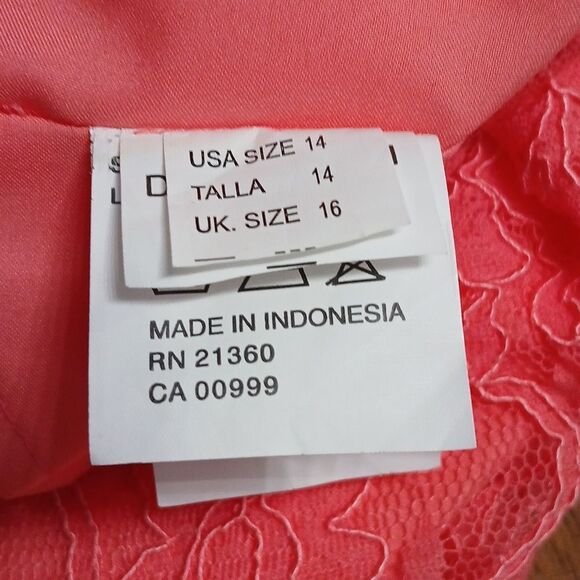 USA SIZE 14
TALLA 14
UK. SIZE 16
MADE IN INDONESIA
RN 21360
CA 00999